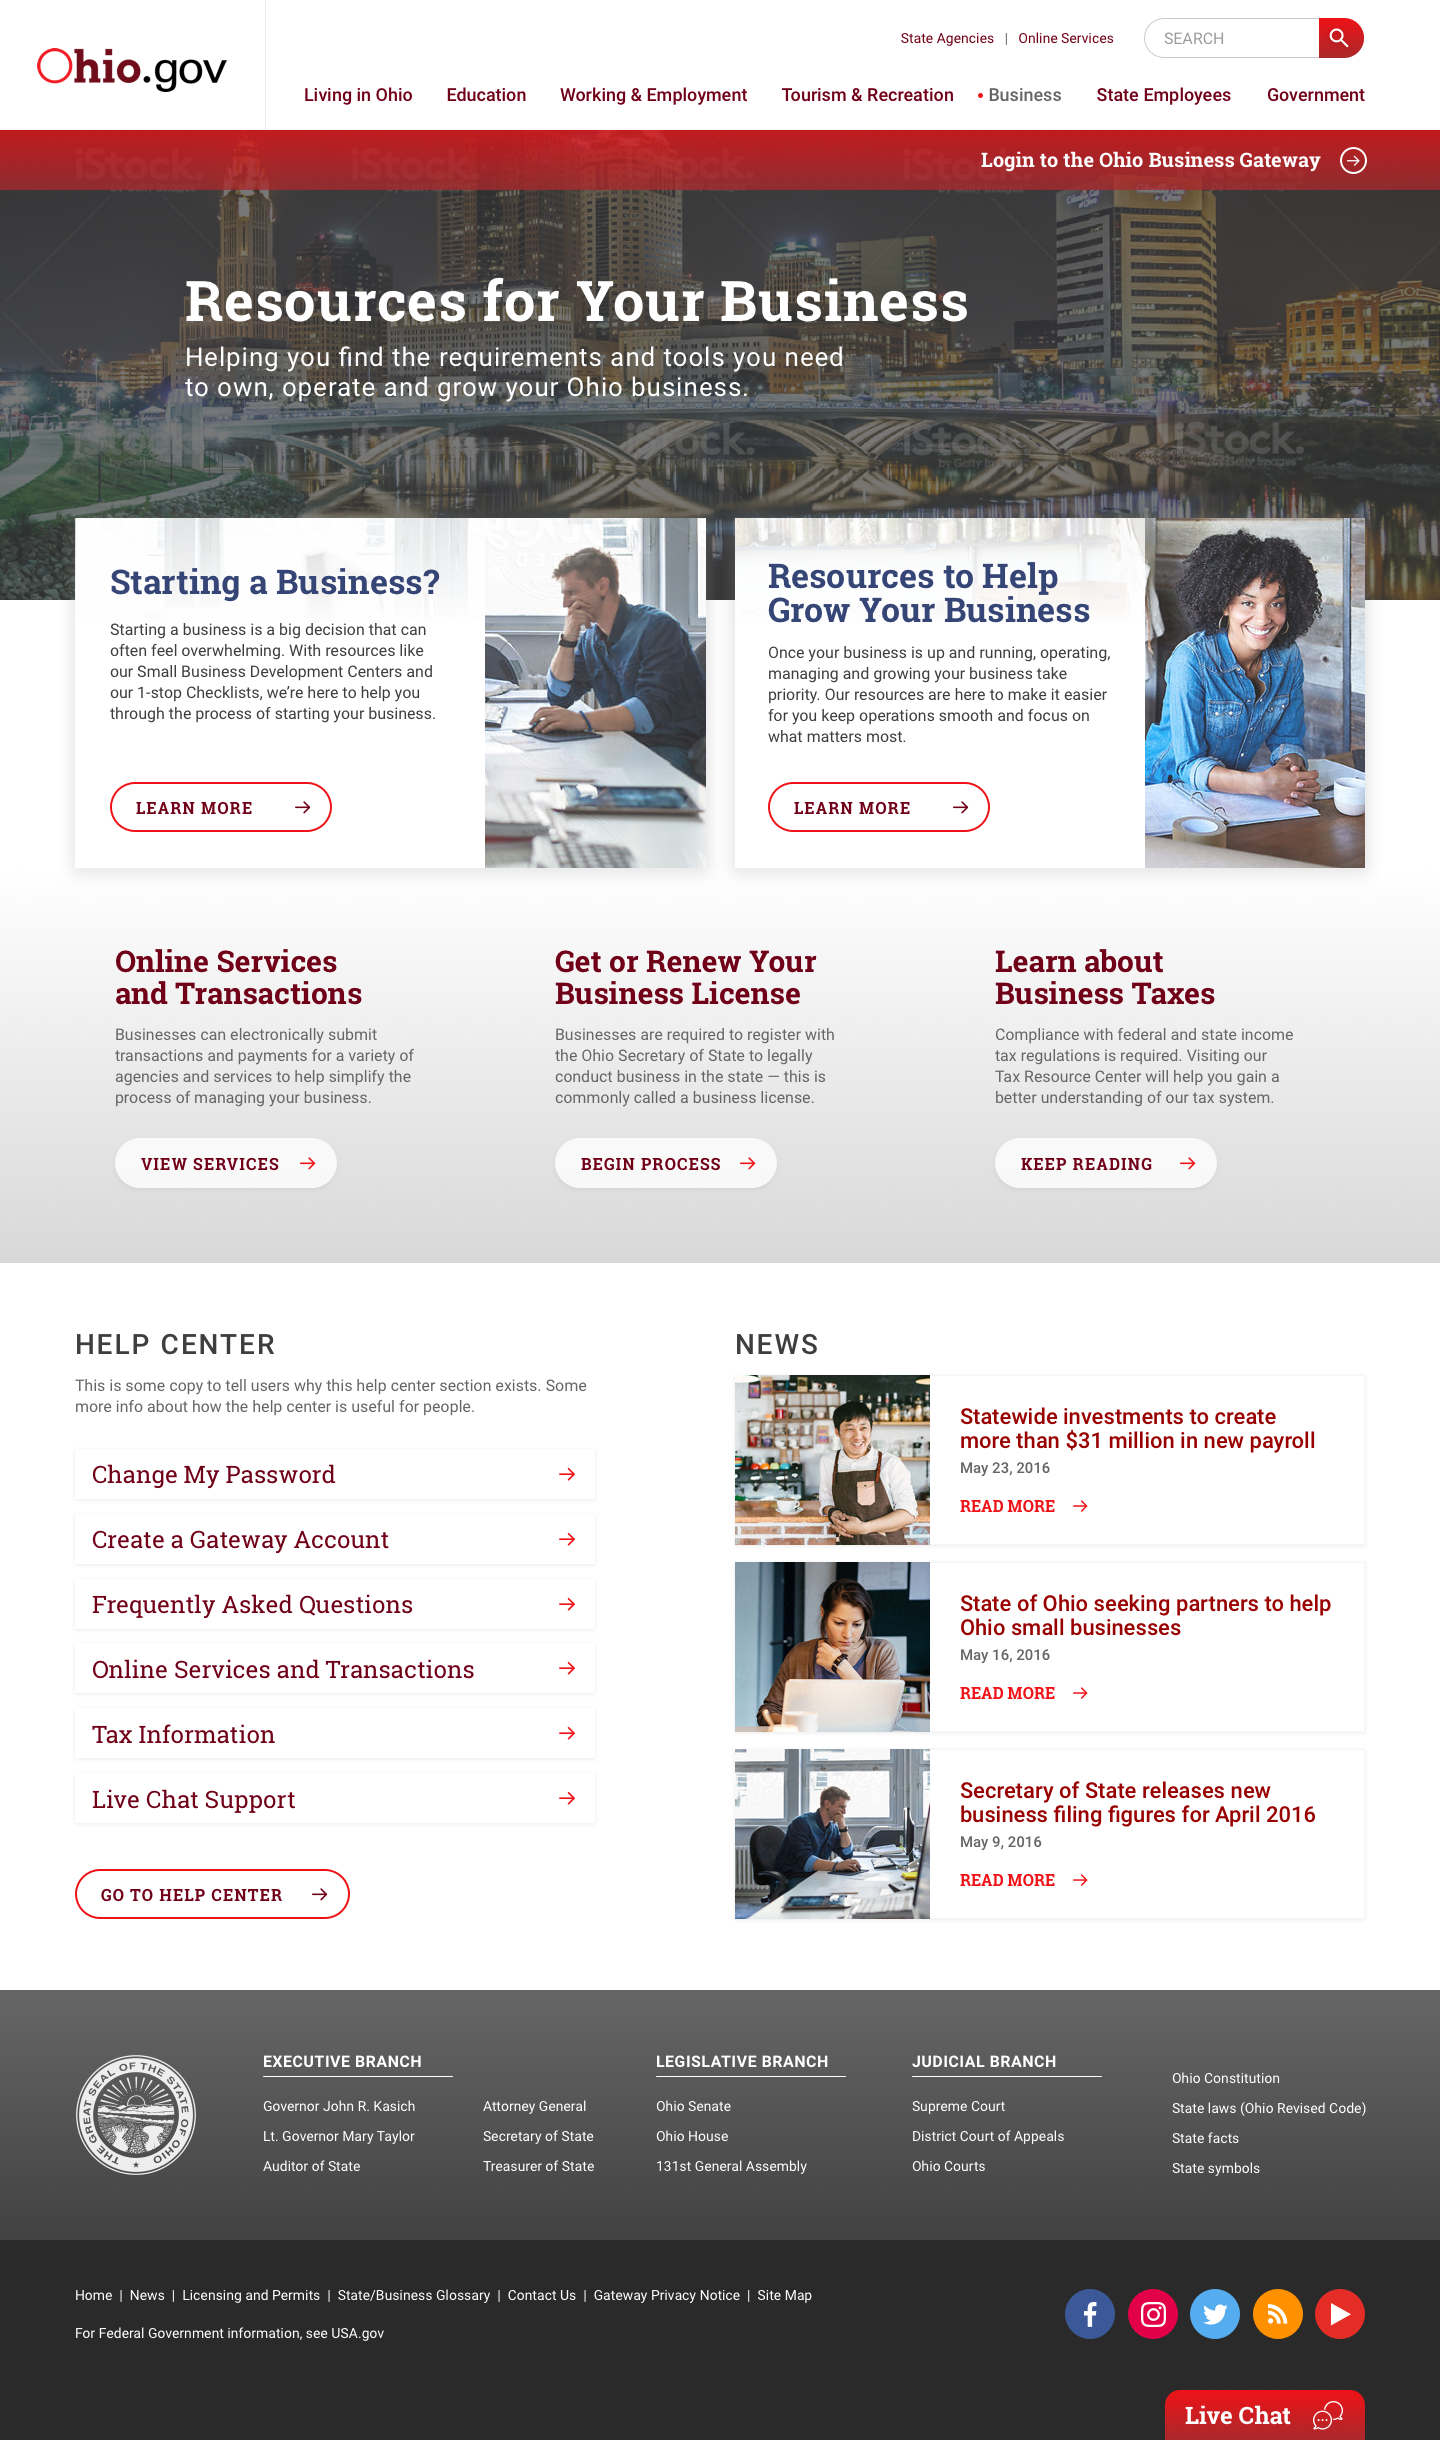 Ohio.gov
State Agencies | Online Services
SEARCH
Living in Ohio Education Working & Employment Tourism & Recreation • Business State Employees Government
Login to the Ohio Business Gateway
iStock.
by Getty Images
Resources for Your Business
Helping you find the requirements and tools you need
to own, operate and grow your Ohio business.
iStock.
by Getty Images
iStock.
by Getty Images
iStock.
by Getty Images
Starting a Business?
Starting a business is a big decision that can
often feel overwhelming. With resources like
our Small Business Development Centers and
our 1-stop Checklists, we’re here to help you
through the process of starting your business.
LEARN MORE
Resources to Help
Grow Your Business
Once your business is up and running, operating,
managing and growing your business take
priority. Our resources are here to make it easier
for you keep operations smooth and focus on
what matters most.
LEARN MORE
Online Services
and Transactions
Businesses can electronically submit
transactions and payments for a variety of
agencies and services to help simplify the
process of managing your business.
VIEW SERVICES
Get or Renew Your
Business License
Businesses are required to register with
the Ohio Secretary of State to legally
conduct business in the state — this is
commonly called a business license.
BEGIN PROCESS
Learn about
Business Taxes
Compliance with federal and state income
tax regulations is required. Visiting our
Tax Resource Center will help you gain a
better understanding of our tax system.
KEEP READING
HELP CENTER
This is some copy to tell users why this help center section exists. Some
more info about how the help center is useful for people.
Change My Password
Create a Gateway Account
Frequently Asked Questions
Online Services and Transactions
Tax Information
Live Chat Support
GO TO HELP CENTER
NEWS
Statewide investments to create
more than $31 million in new payroll
May 23, 2016
READ MORE
State of Ohio seeking partners to help
Ohio small businesses
May 16, 2016
READ MORE
Secretary of State releases new
business filing figures for April 2016
May 9, 2016
READ MORE
THE GREAT SEAL OF THE STATE OF OHIO
EXECUTIVE BRANCH
Governor John R. Kasich
Lt. Governor Mary Taylor
Auditor of State
Attorney General
Secretary of State
Treasurer of State
LEGISLATIVE BRANCH
Ohio Senate
Ohio House
131st General Assembly
JUDICIAL BRANCH
Supreme Court
District Court of Appeals
Ohio Courts
Ohio Constitution
State laws (Ohio Revised Code)
State facts
State symbols
Home | News | Licensing and Permits | State/Business Glossary | Contact Us | Gateway Privacy Notice | Site Map
For Federal Government information, see USA.gov
Live Chat